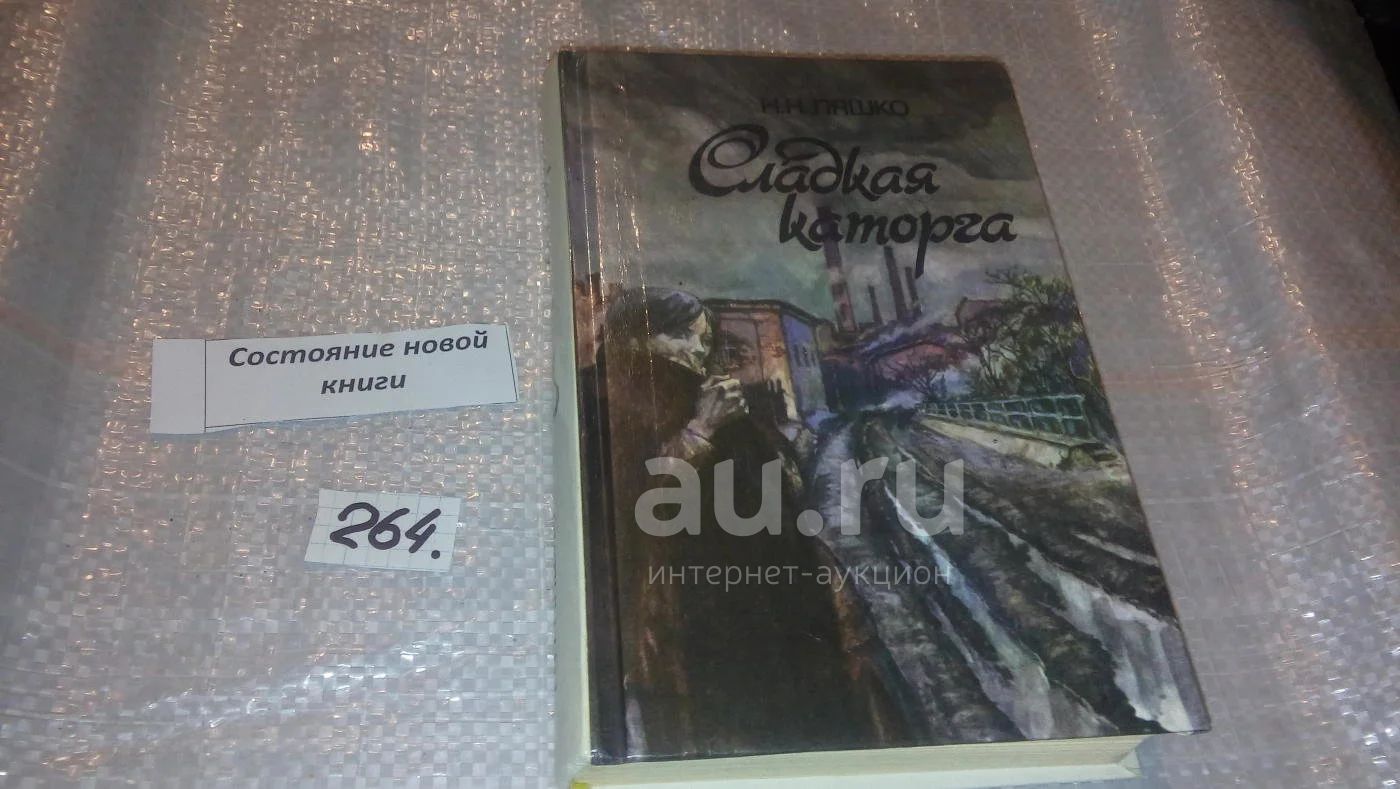 Н.Н. ЛЯШКО
Сладкая
каторга
Состояние новой
книги
264.
au.ru
интернет-аукцион